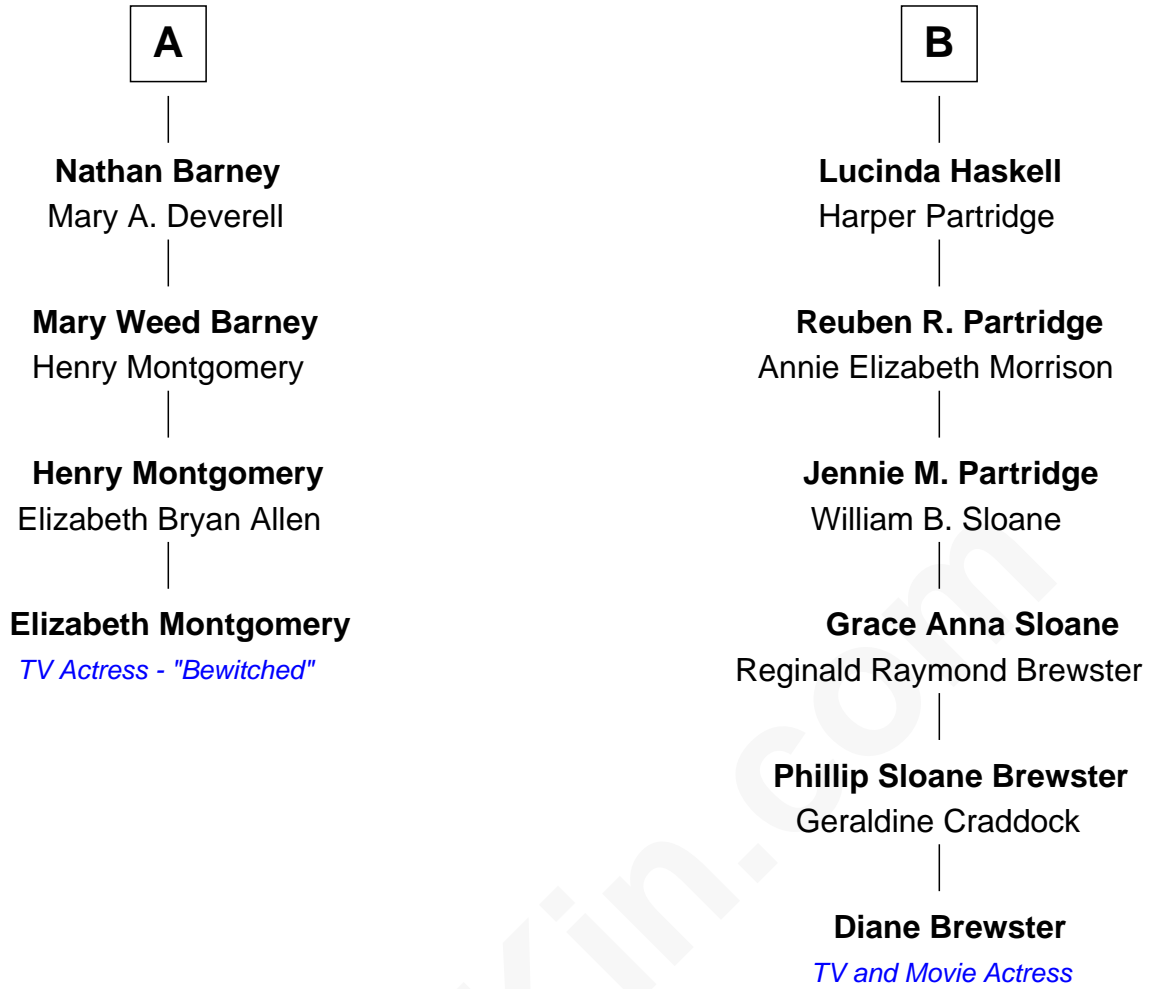 A
Nathan Barney
Mary A. Deverell
Mary Weed Barney
Henry Montgomery
Henry Montgomery
Elizabeth Bryan Allen
Elizabeth Montgomery
TV Actress - "Bewitched"
B
Lucinda Haskell
Harper Partridge
Reuben R. Partridge
Annie Elizabeth Morrison
Jennie M. Partridge
William B. Sloane
Grace Anna Sloane
Reginald Raymond Brewster
Phillip Sloane Brewster
Geraldine Craddock
Diane Brewster
TV and Movie Actress
Kin.com